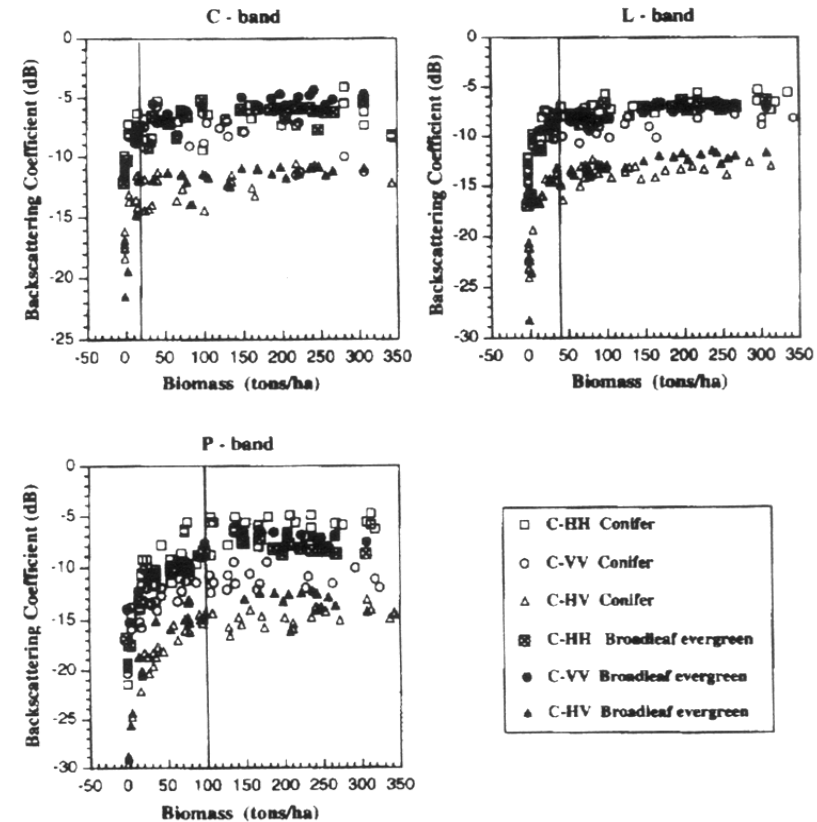 C - band
Backscattering Coefficient (dB)
0
-5
-10
-15
-20
-25
-50 0 50 100 150 200 250 300 350
Biomass (tons/ha)
L - band
Backscattering Coefficient (dB)
0
-5
-10
-15
-20
-25
-30
-50 0 50 100 150 200 250 300 350
Biomass (tons/ha)
P - band
Backscattering Coefficient (dB)
0
-5
-10
-15
-20
-25
-30
-50 0 50 100 150 200 250 300 350
Biomass (tons/ha)
C-HH Conifer
C-VV Conifer
C-HV Conifer
C-HH Broadleaf evergreen
C-VV Broadleaf evergreen
C-HV Broadleaf evergreen